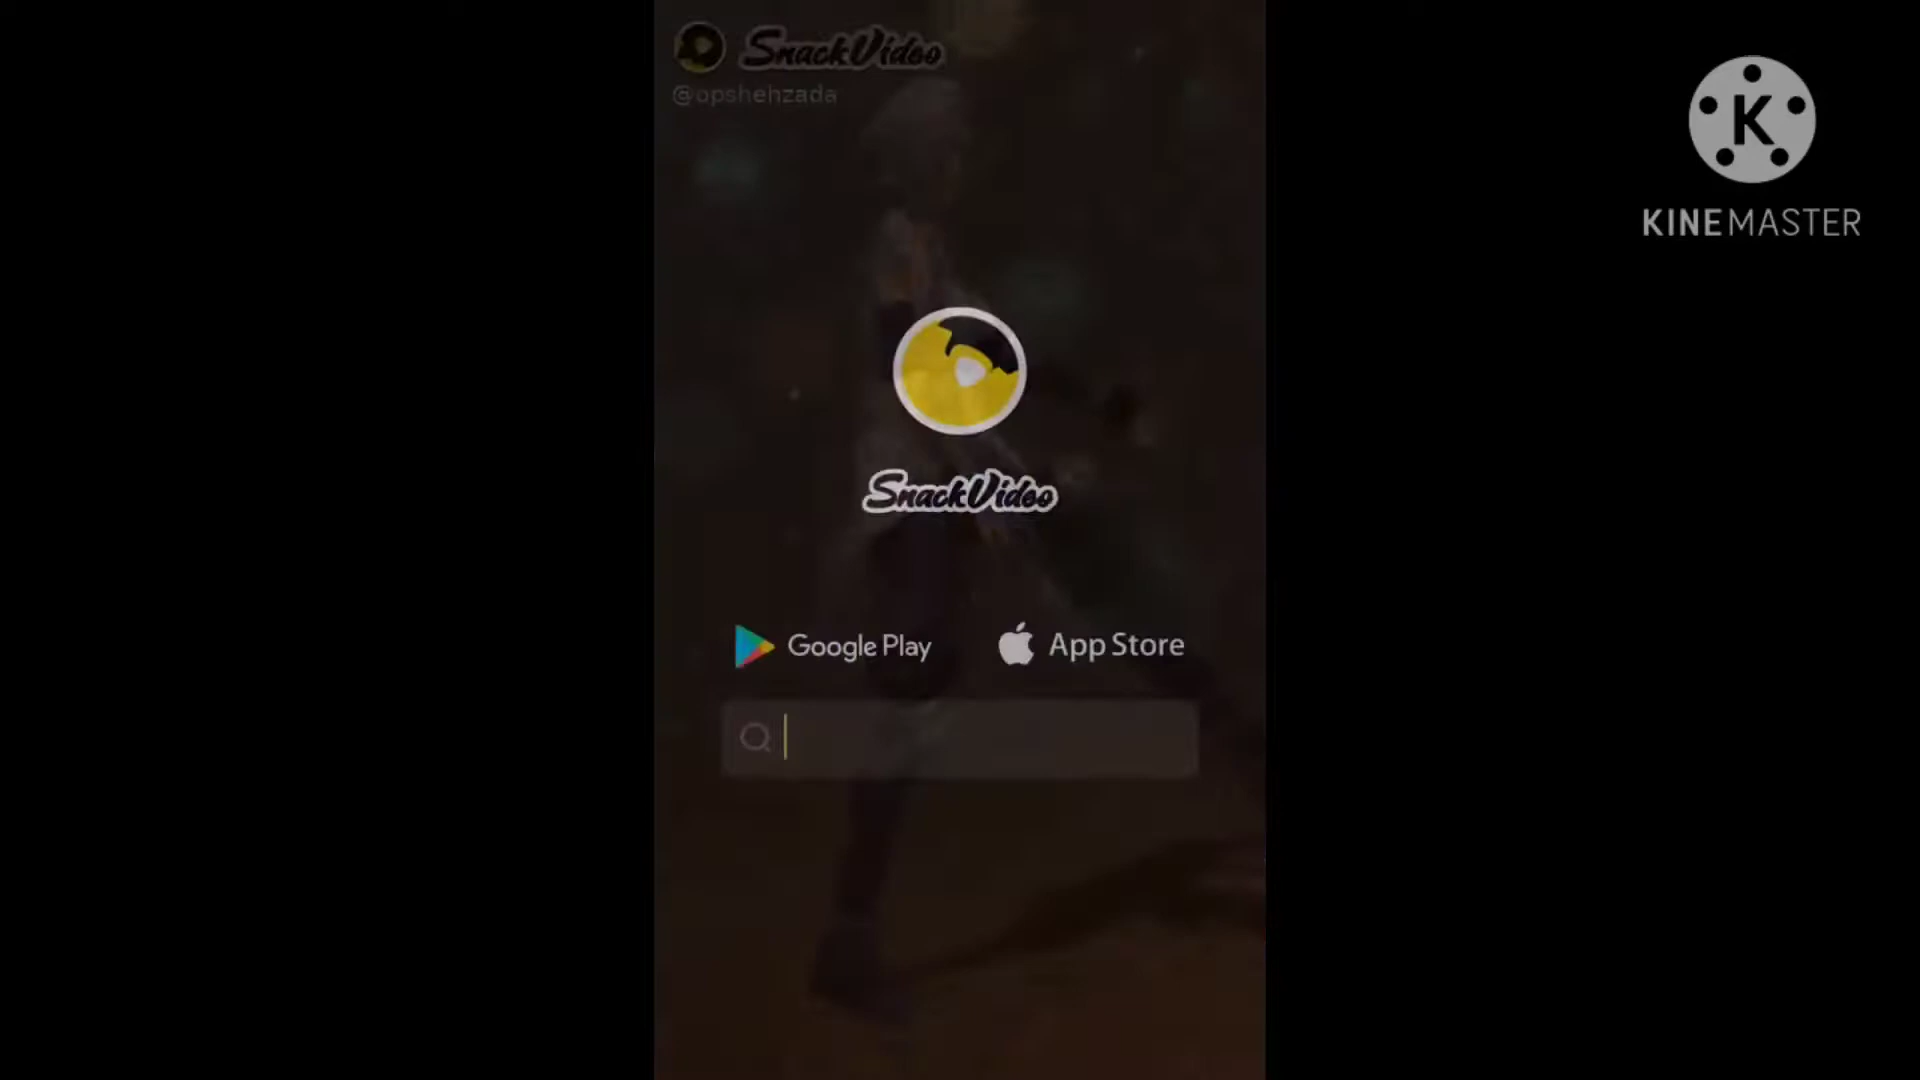 SnackVideo
@opshehzada
K
KINEMASTER
SnackVideo
Google Play
App Store